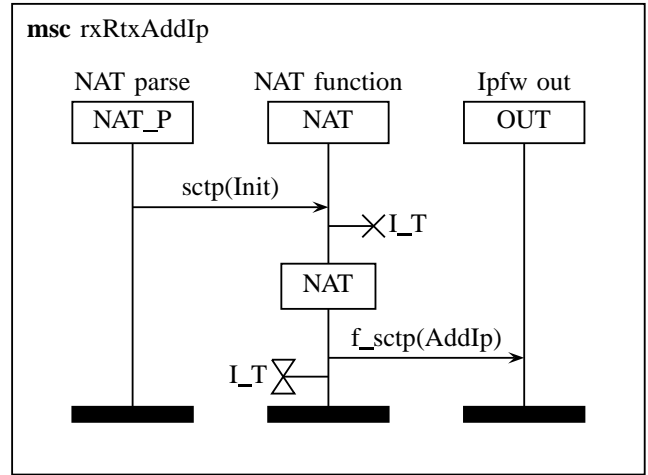 msc rxRtxAddIp
NAT parse NAT function Ipfw out
NAT_P NAT OUT
sctp(Init)
I_T
NAT
f_sctp(AddIp)
I_T